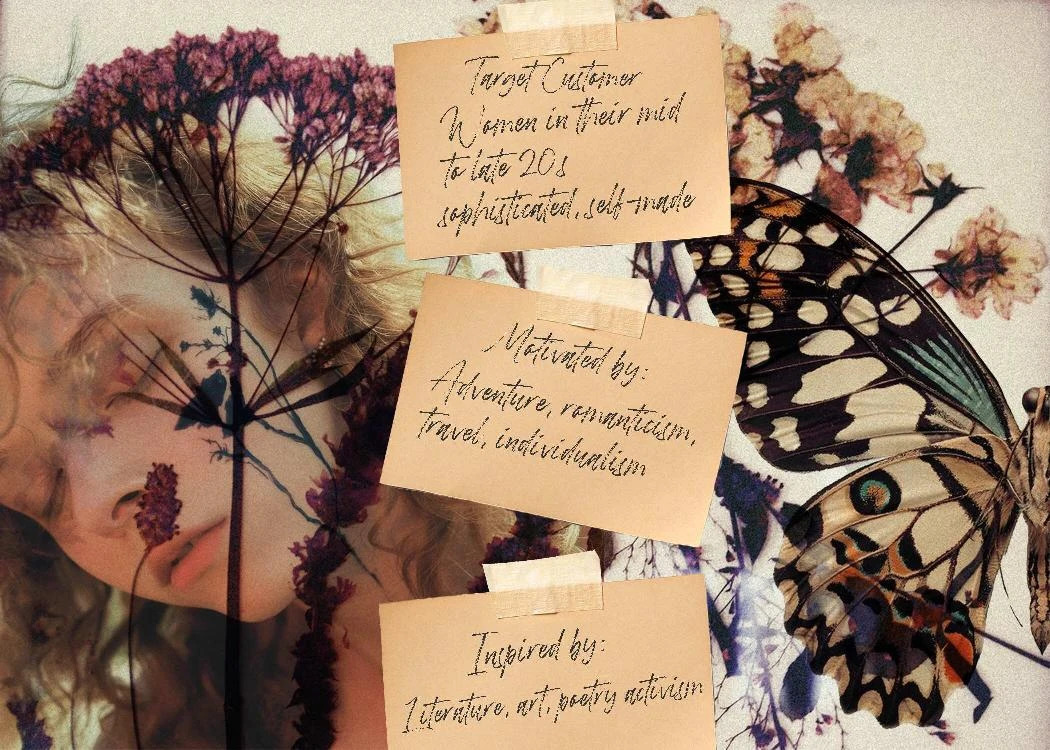 Target Customer
Women in their mid
to late 20s
sophisticated, self-made
Motivated by:
Adventure, romanticism,
travel, individualism
Inspired by:
Literature, art, poetry activism